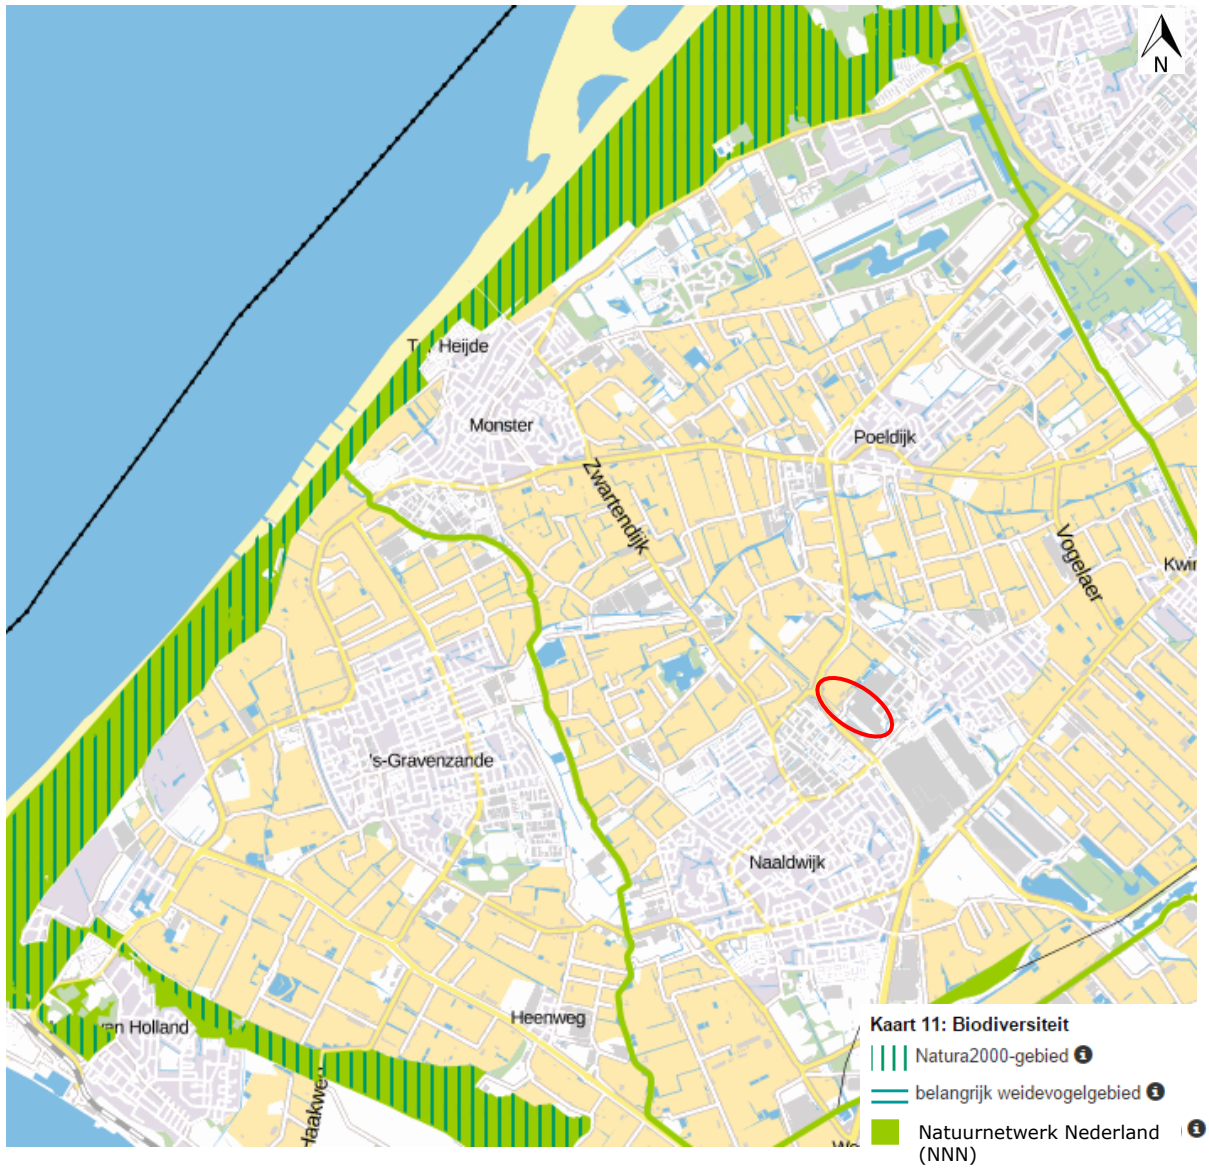 N
Heijde
Monster
Poeldijk
Zwartendijk
Vogelaer
's-Gravenzande
Naaldwijk
Holland
Heenweg
Kaart 11: Biodiversiteit
Natura2000-gebied
belangrijk weidevogelgebied
Natuurnetwerk Nederland
(NNN)